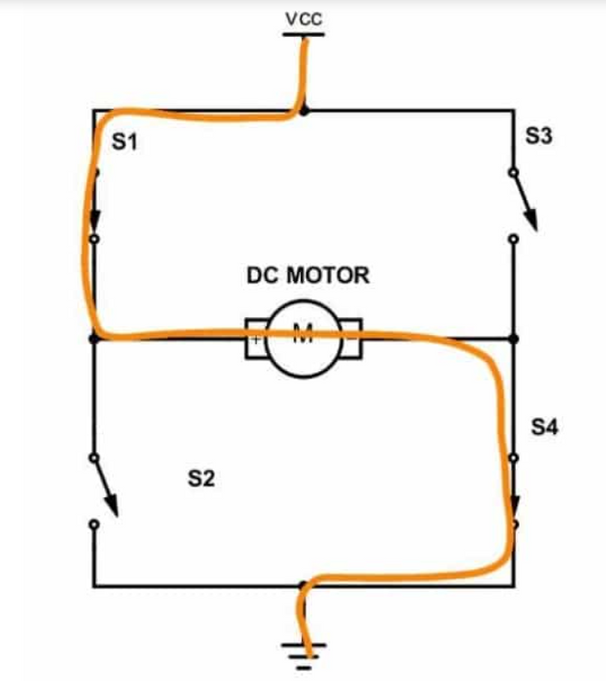 VCC
S1
S3
DC MOTOR
+ M -
S4
S2